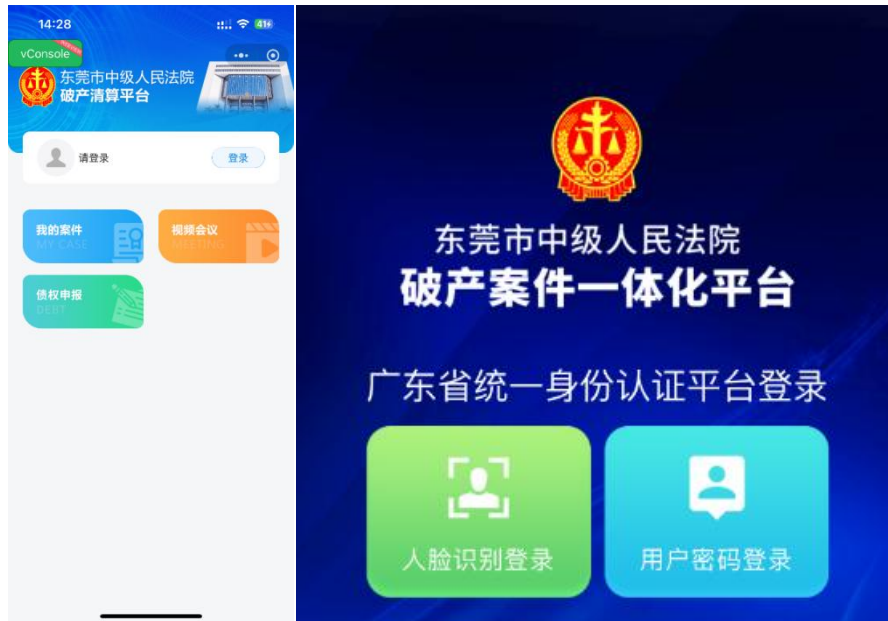 14:28
41
vConsole
东莞市中级人民法院
破产清算平台
请登录
登录
我的案件
MY CASE
视频会议
MEETING
债权申报
DEBT
东莞市中级人民法院
破产案件一体化平台
广东省统一身份认证平台登录
人脸识别登录
用户密码登录